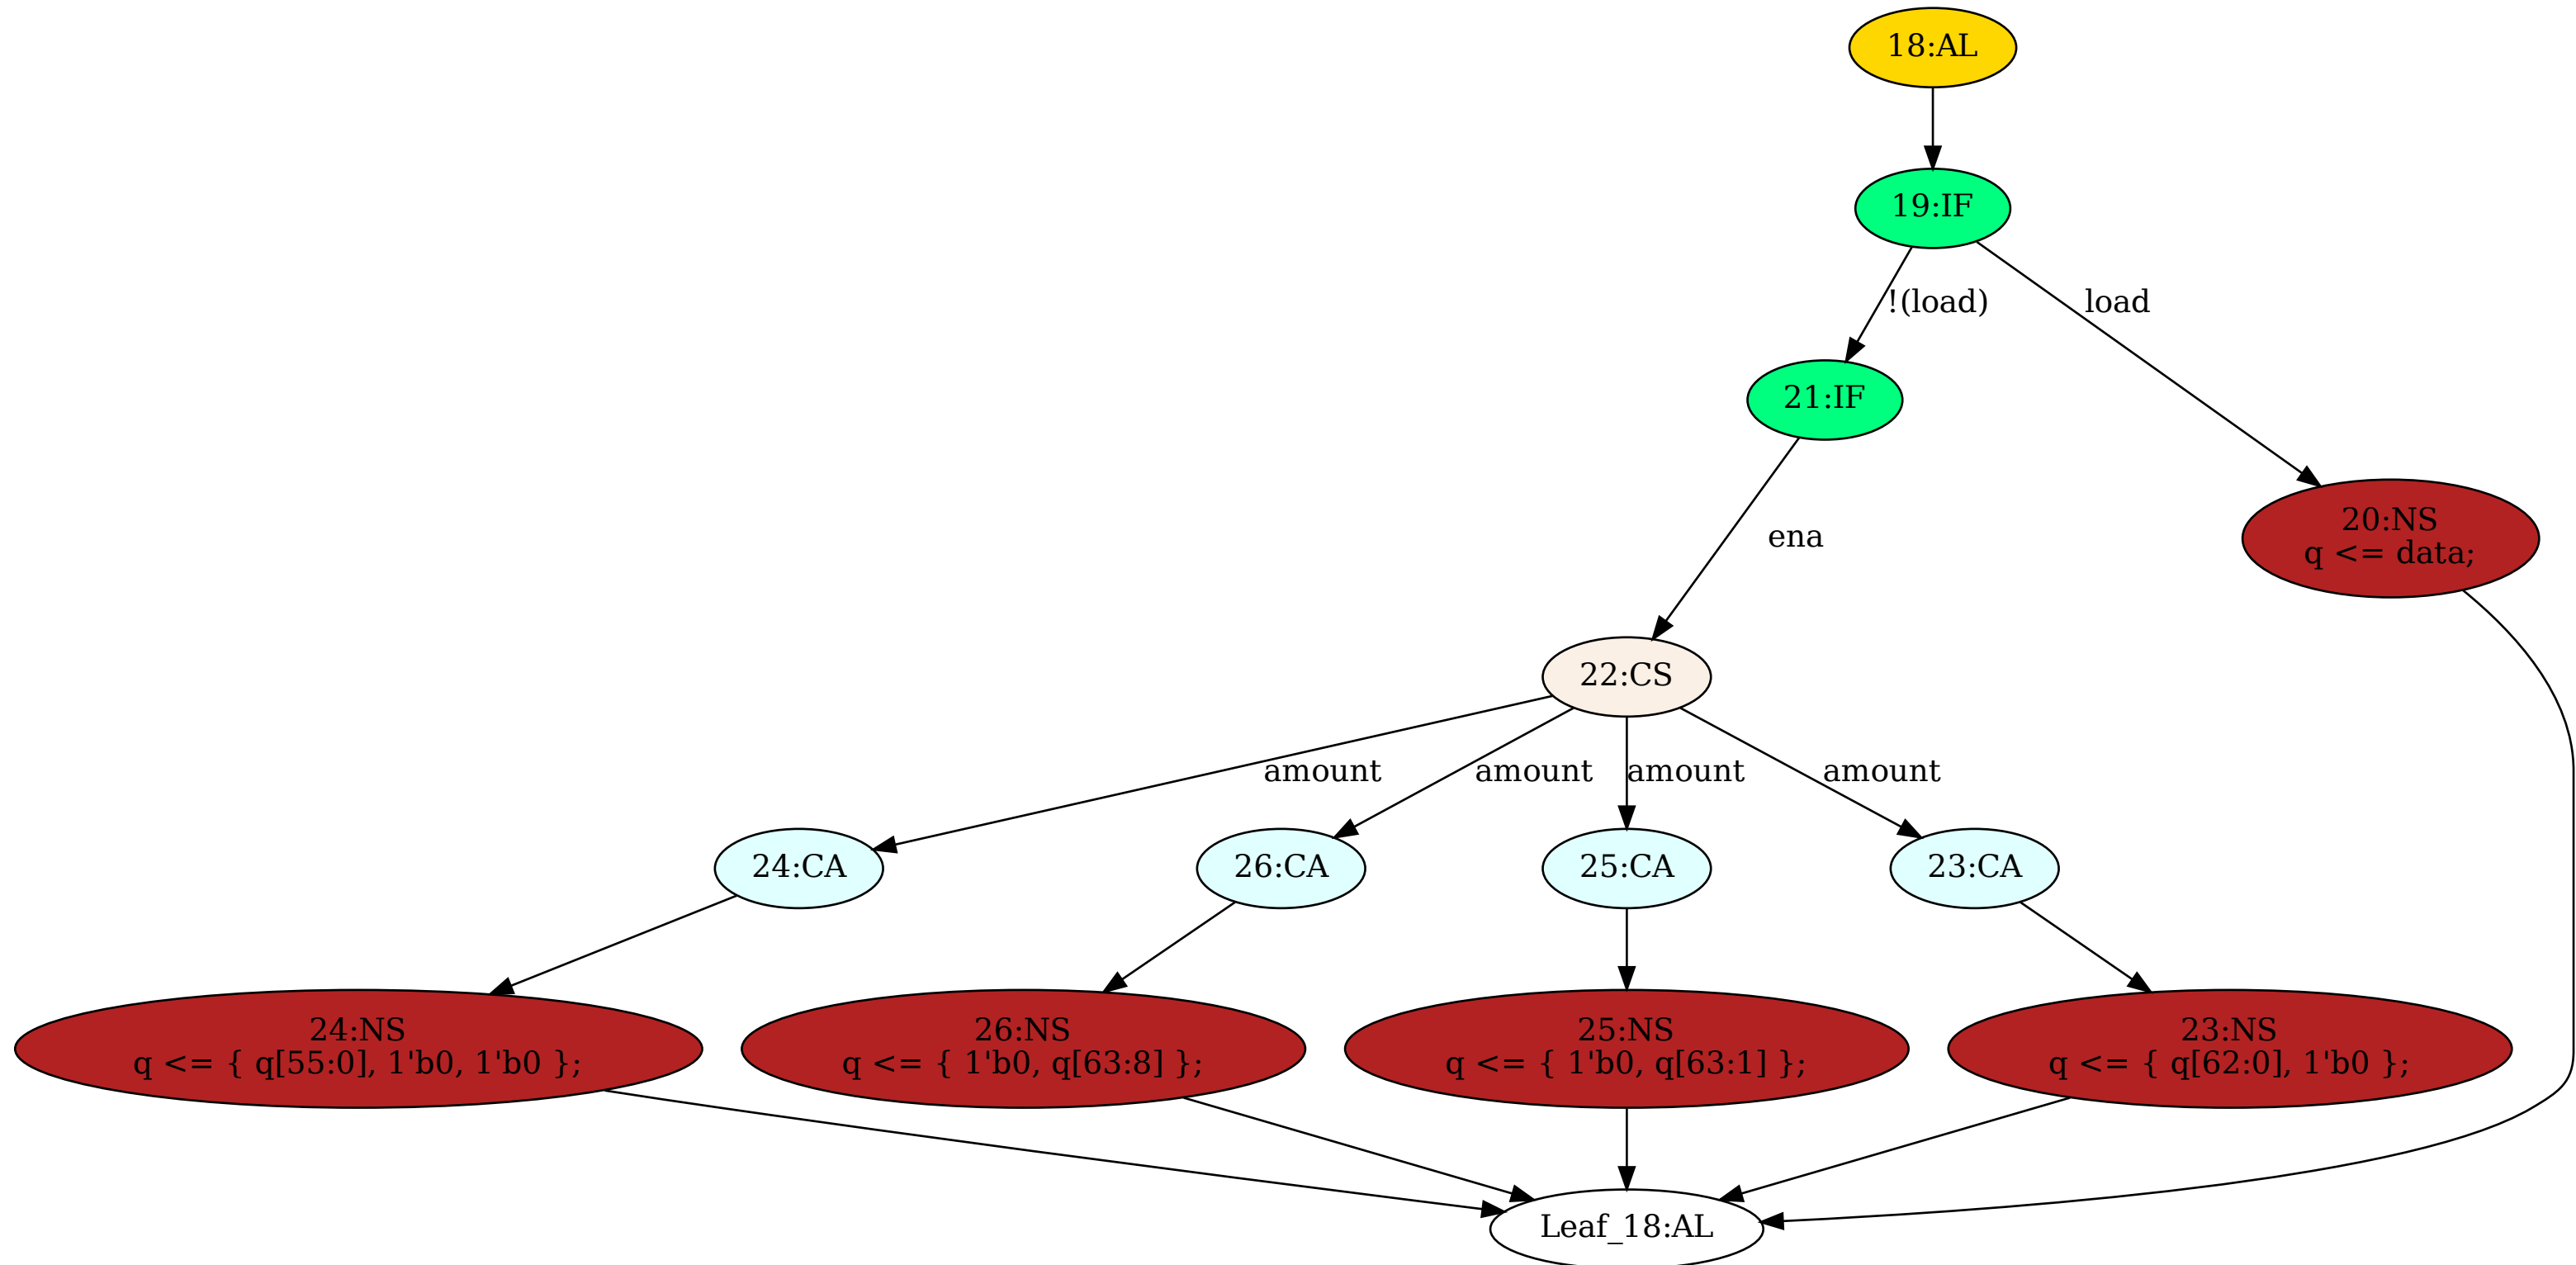 18:AL
19:IF
!(load)
load
21:IF
20:NS
q <= data;
ena
22:CS
amount
amount
amount
amount
24:CA
26:CA
25:CA
23:CA
24:NS
q <= { q[55:0], 1'b0, 1'b0 };
26:NS
q <= { 1'b0, q[63:8] };
25:NS
q <= { 1'b0, q[63:1] };
23:NS
q <= { q[62:0], 1'b0 };
Leaf_18:AL